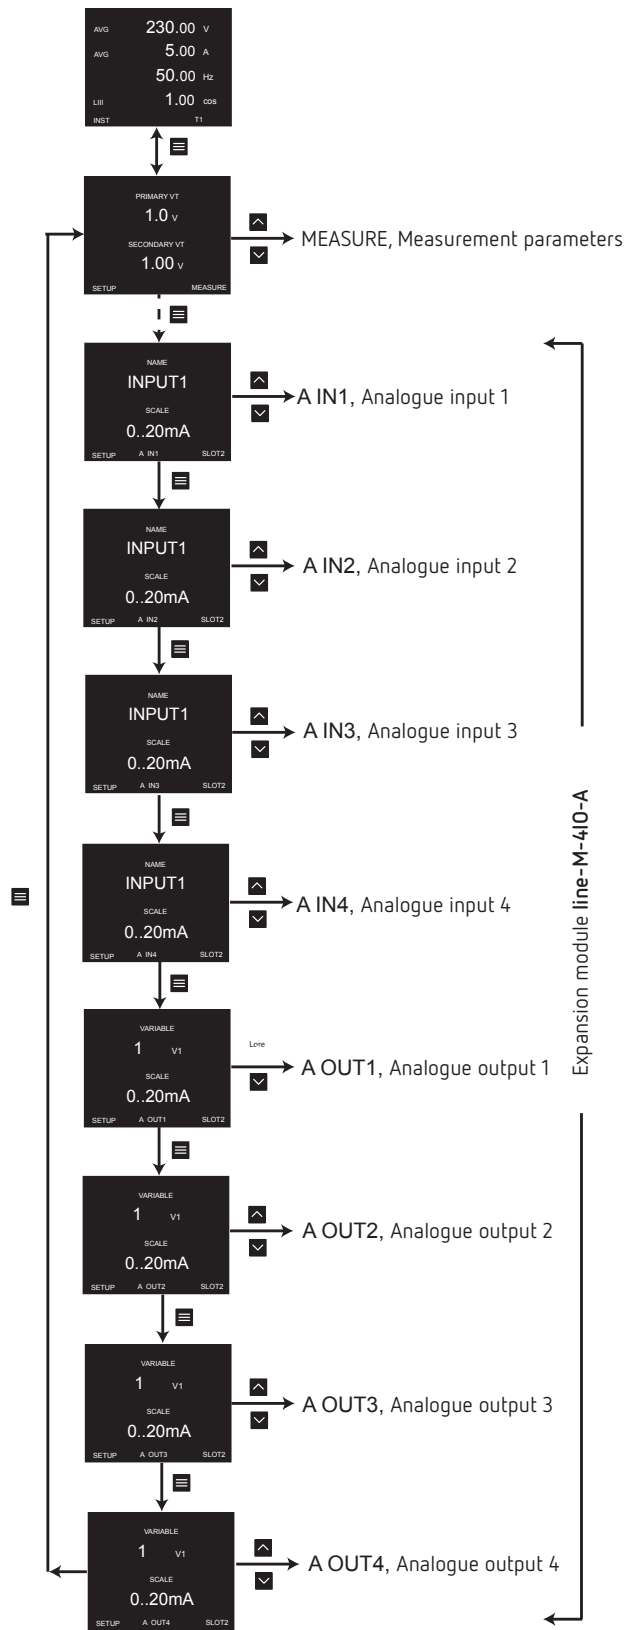 AVG 230.00 V
AVG 5.00 A
50.00 Hz
LIII 1.00 cos
INST T1
PRIMARY VT
1.0 V
SECONDARY VT
1.00 V
SETUP MEASURE
MEASURE, Measurement parameters
NAME
INPUT1
SCALE
0..20mA
SETUP A IN1 SLOT2
A IN1, Analogue input 1
NAME
INPUT1
SCALE
0..20mA
SETUP A IN2 SLOT2
A IN2, Analogue input 2
NAME
INPUT1
SCALE
0..20mA
SETUP A IN3 SLOT2
A IN3, Analogue input 3
NAME
INPUT1
SCALE
0..20mA
SETUP A IN4 SLOT2
A IN4, Analogue input 4
VARIABLE
1 V1
SCALE
0..20mA
SETUP A OUT1 SLOT2
Lore
A OUT1, Analogue output 1
VARIABLE
1 V1
SCALE
0..20mA
SETUP A OUT2 SLOT2
A OUT2, Analogue output 2
VARIABLE
1 V1
SCALE
0..20mA
SETUP A OUT3 SLOT2
A OUT3, Analogue output 3
VARIABLE
1 V1
SCALE
0..20mA
SETUP A OUT4 SLOT2
A OUT4, Analogue output 4
Expansion module line-M-4IO-A